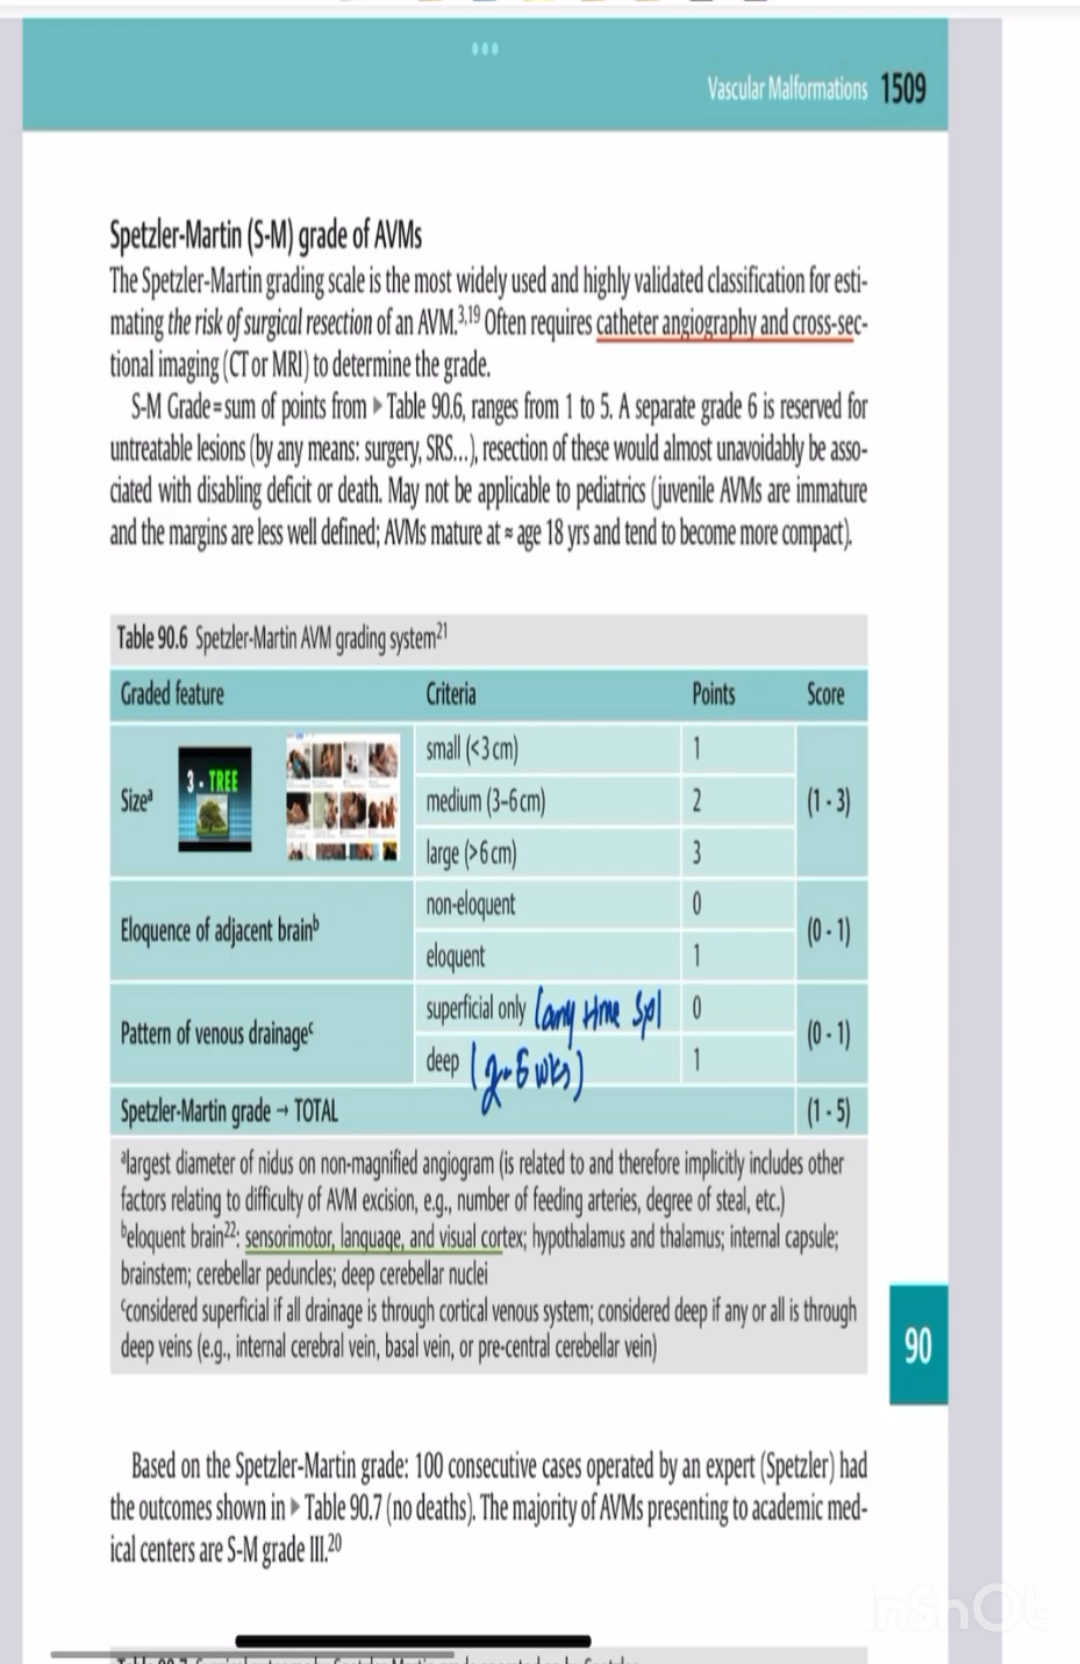 Vascular Malformations 1509
Spetzler-Martin (S-M) grade of AVMs
The Spetzler-Martin grading scale is the most widely used and highly validated classification for esti-
mating the risk of surgical resection of an AVM.3,19 Often requires catheter angiography and cross-sec-
tional imaging (CT or MRI) to determine the grade.
S-M Grade=sum of points from ▶Table 90.6, ranges from 1 to 5. A separate grade 6 is reserved for
untreatable lesions (by any means: surgery, SRS...), resection of these would almost unavoidably be asso-
ciated with disabling deficit or death. May not be applicable to pediatrics (juvenile AVMs are immature
and the margins are less well defined; AVMs mature at ≈ age 18 yrs and tend to become more compact).
Table 90.6 Spetzler-Martin AVM grading system21
Graded feature Criteria Points Score
small (<3 cm) 1
3 - TREE
Sizea medium (3–6 cm) 2 (1 - 3)
large (>6 cm) 3
non-eloquent 0
Eloquence of adjacent brainb (0 - 1)
eloquent 1
superficial only (any time 0
Pattern of venous drainagec (0 - 1)
deep (2-6 wks) 1
Spetzler-Martin grade → TOTAL (1 - 5)
alargest diameter of nidus on non-magnified angiogram (is related to and therefore implicitly includes other
factors relating to difficulty of AVM excision, e.g., number of feeding arteries, degree of steal, etc.)
beloquent brain22: sensorimotor, language, and visual cortex; hypothalamus and thalamus; internal capsule;
brainstem; cerebellar peduncles; deep cerebellar nuclei
cconsidered superficial if all drainage is through cortical venous system; considered deep if any or all is through
deep veins (e.g., internal cerebral vein, basal vein, or pre-central cerebellar vein)
90
Based on the Spetzler-Martin grade: 100 consecutive cases operated by an expert (Spetzler) had
the outcomes shown in ▶Table 90.7 (no deaths). The majority of AVMs presenting to academic med-
ical centers are S-M grade III.20
InShOt